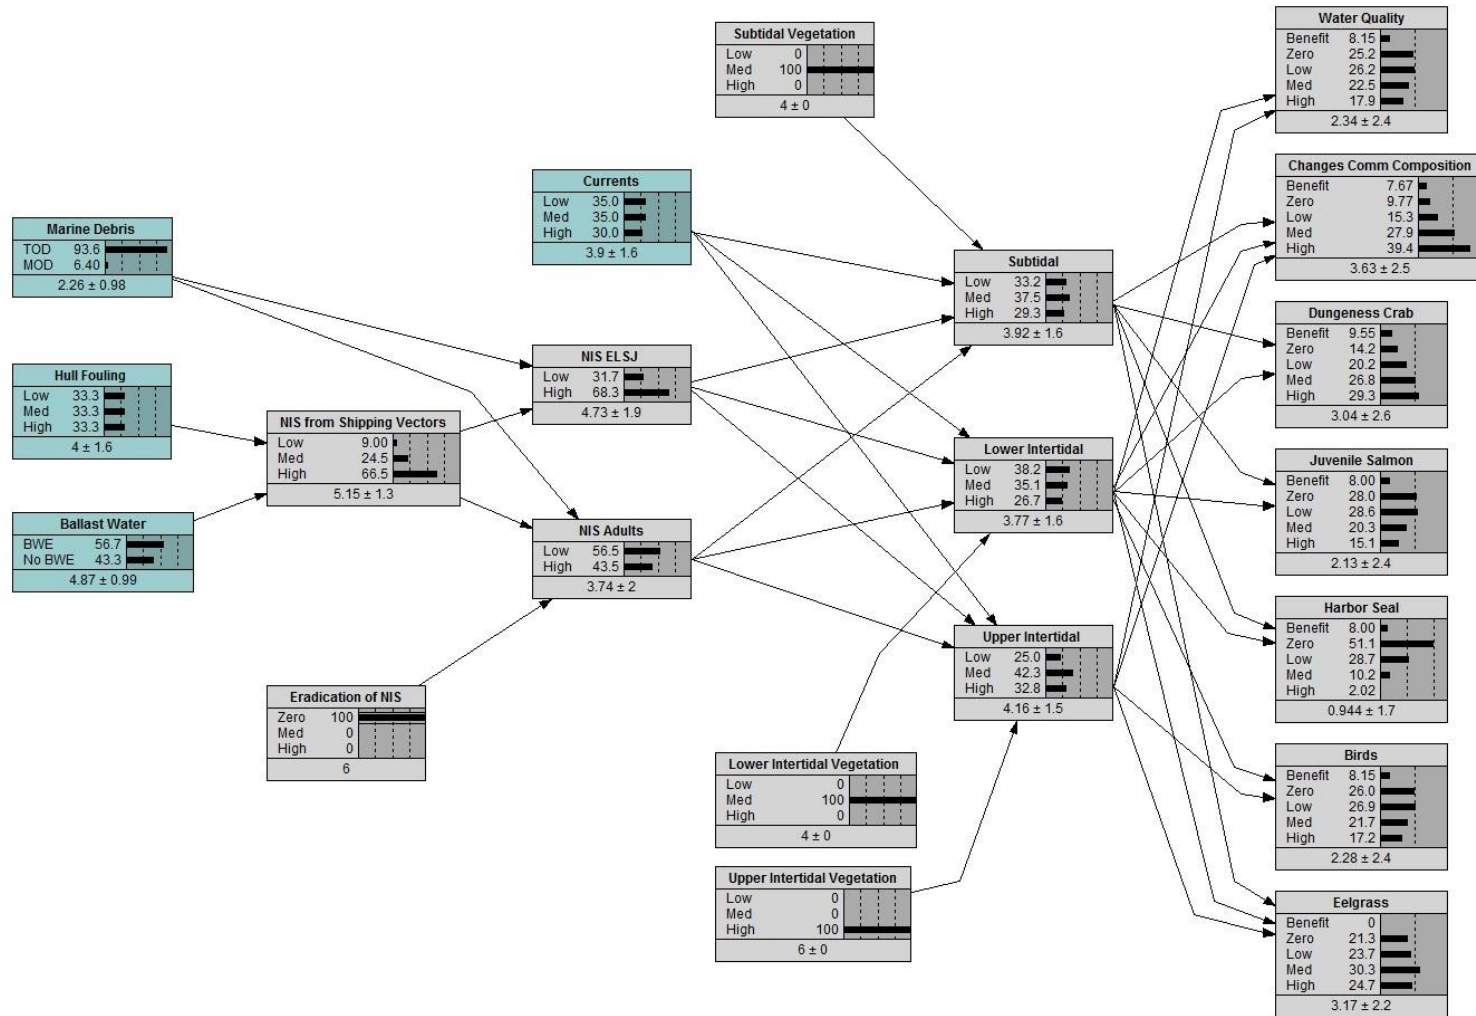 Subtidal Vegetation
Low 0
Med 100
High 0
4 ± 0
Water Quality
Benefit 8.15
Zero 25.2
Low 26.2
Med 22.5
High 17.9
2.34 ± 2.4
Currents
Low 35.0
Med 35.0
High 30.0
3.9 ± 1.6
Changes Comm Composition
Benefit 7.67
Zero 9.77
Low 15.3
Med 27.9
High 39.4
3.63 ± 2.5
Marine Debris
TOD 93.6
MOD 6.40
2.26 ± 0.98
Subtidal
Low 33.2
Med 37.5
High 29.3
3.92 ± 1.6
Dungeness Crab
Benefit 9.55
Zero 14.2
Low 20.2
Med 26.8
High 29.3
3.04 ± 2.6
Hull Fouling
Low 33.3
Med 33.3
High 33.3
4 ± 1.6
NIS ELSJ
Low 31.7
High 68.3
4.73 ± 1.9
NIS from Shipping Vectors
Low 9.00
Med 24.5
High 66.5
5.15 ± 1.3
Lower Intertidal
Low 38.2
Med 35.1
High 26.7
3.77 ± 1.6
Juvenile Salmon
Benefit 8.00
Zero 28.0
Low 28.6
Med 20.3
High 15.1
2.13 ± 2.4
Ballast Water
BWE 56.7
No BWE 43.3
4.87 ± 0.99
NIS Adults
Low 56.5
High 43.5
3.74 ± 2
Harbor Seal
Benefit 8.00
Zero 51.1
Low 28.7
Med 10.2
High 2.02
0.944 ± 1.7
Upper Intertidal
Low 25.0
Med 42.3
High 32.8
4.16 ± 1.5
Eradication of NIS
Zero 100
Med 0
High 0
6
Lower Intertidal Vegetation
Low 0
Med 100
High 0
4 ± 0
Birds
Benefit 8.15
Zero 26.0
Low 26.9
Med 21.7
High 17.2
2.28 ± 2.4
Upper Intertidal Vegetation
Low 0
Med 0
High 100
6 ± 0
Eelgrass
Benefit 0
Zero 21.3
Low 23.7
Med 30.3
High 24.7
3.17 ± 2.2